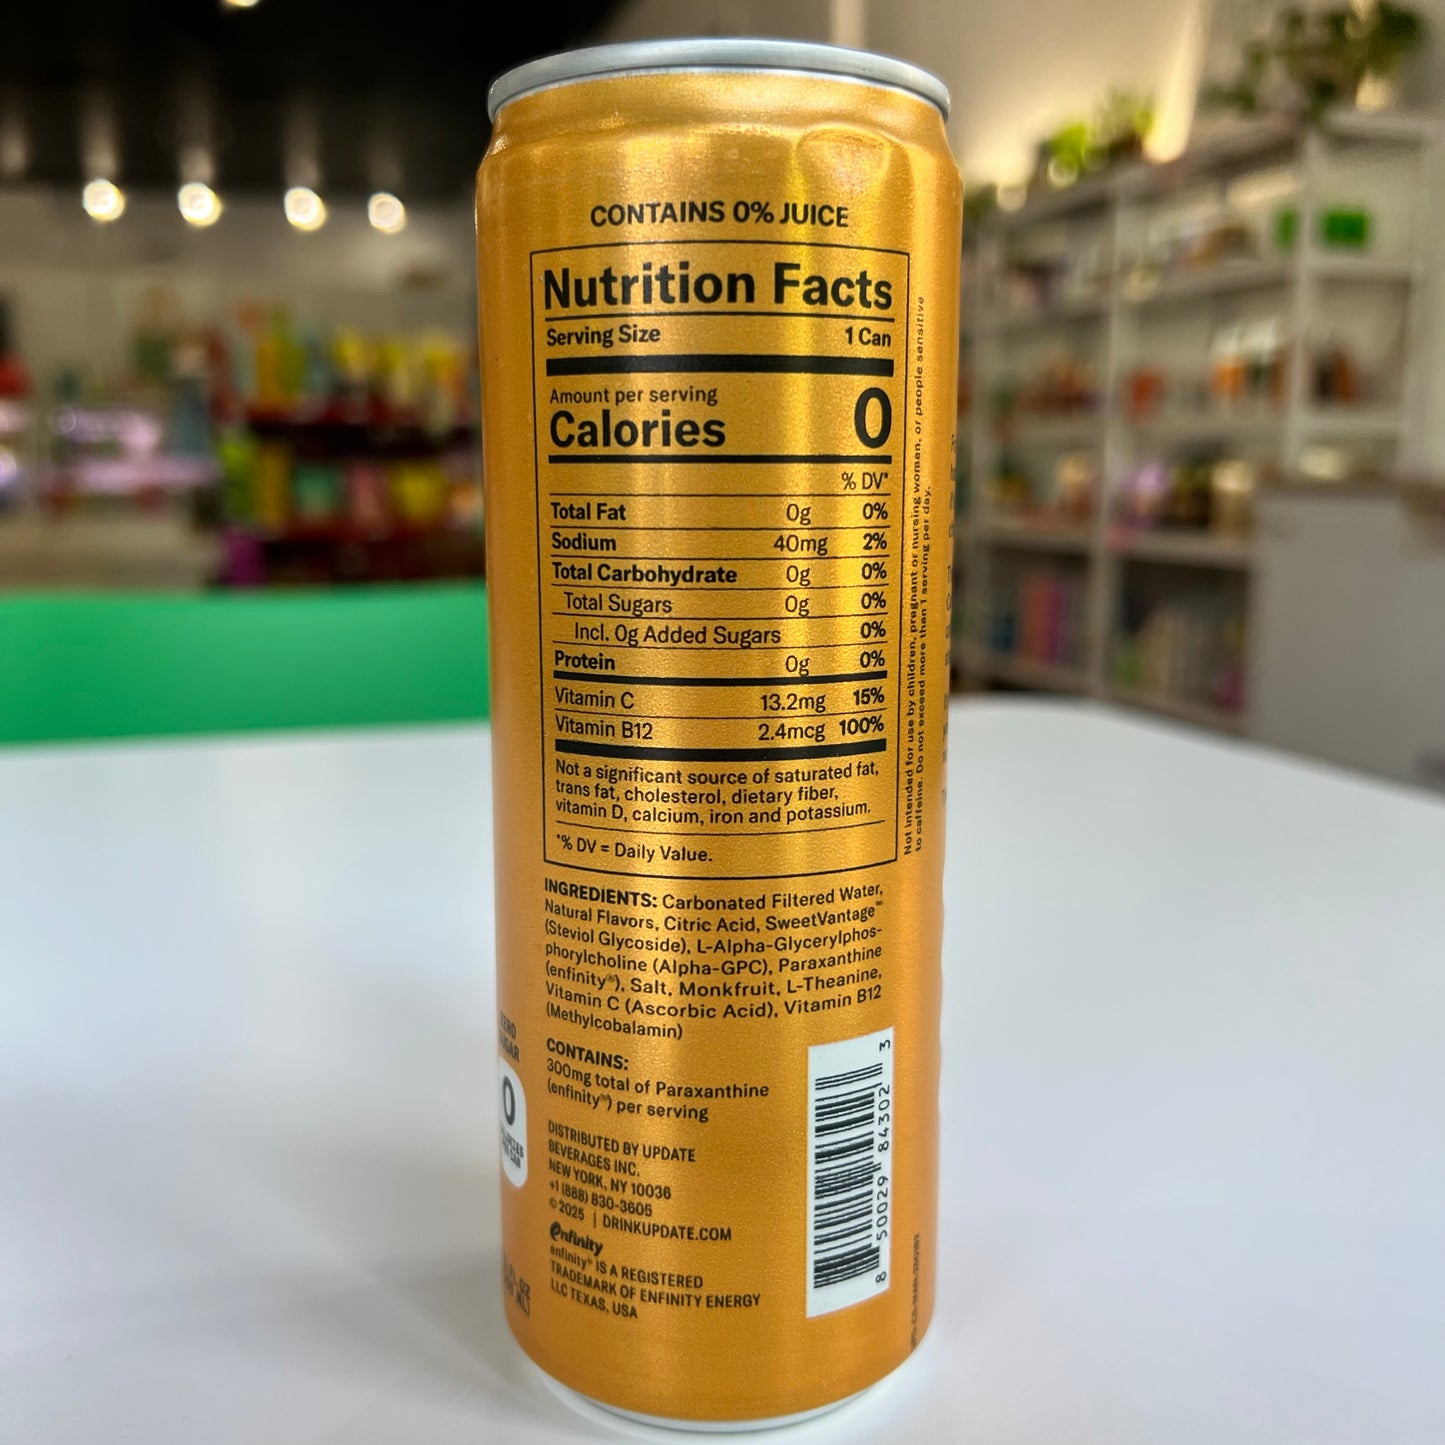 CONTAINS 0% JUICE
Nutrition Facts
Serving Size 1 Can
Amount per serving
Calories 0
% DV*
Total Fat 0g 0%
Sodium 40mg 2%
Total Carbohydrate 0g 0%
Total Sugars 0g 0%
Incl. 0g Added Sugars 0%
Protein 0g 0%
Vitamin C 13.2mg 15%
Vitamin B12 2.4mcg 100%
Not a significant source of saturated fat,
trans fat, cholesterol, dietary fiber,
vitamin D, calcium, iron and potassium.
*% DV = Daily Value.
Not intended for use by children, pregnant or nursing women, or people sensitive
to caffeine. Do not exceed more than 1 serving per day.
INGREDIENTS: Carbonated Filtered Water,
Natural Flavors, Citric Acid, SweetVantage™
(Steviol Glycoside), L-Alpha-Glycerylphos-
phorylcholine (Alpha-GPC), Paraxanthine
(enfinity®), Salt, Monkfruit, L-Theanine,
Vitamin C (Ascorbic Acid), Vitamin B12
(Methylcobalamin)
CONTAINS:
300mg total of Paraxanthine
(enfinity®) per serving
DISTRIBUTED BY UPDATE
BEVERAGES INC.
NEW YORK, NY 10036
+1 (888) 830-3605
© 2025 | DRINKUPDATE.COM
enfinity
enfinity® IS A REGISTERED
TRADEMARK OF ENFINITY ENERGY
LLC TEXAS, USA
8 50029 84302 3
0